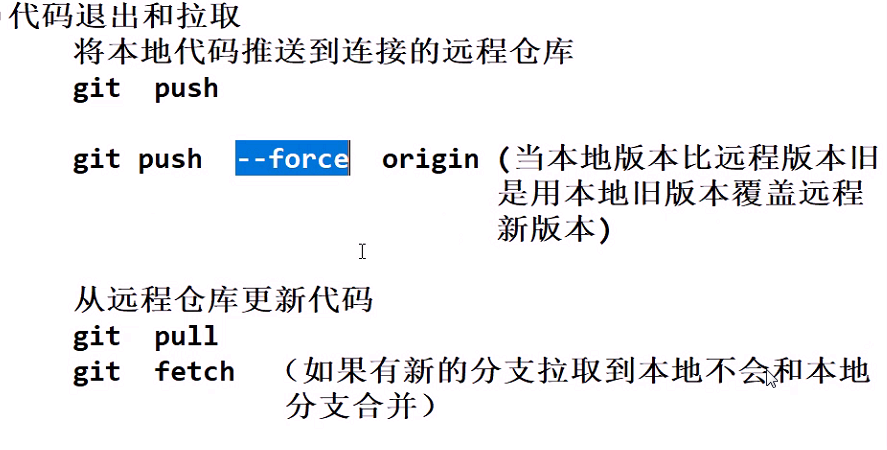 代码退出和拉取
将本地代码推送到连接的远程仓库
git push
git push --force origin (当本地版本比远程版本旧
是用本地旧版本覆盖远程
新版本)
从远程仓库更新代码
git pull
git fetch （如果有新的分支拉取到本地不会和本地
分支合并）